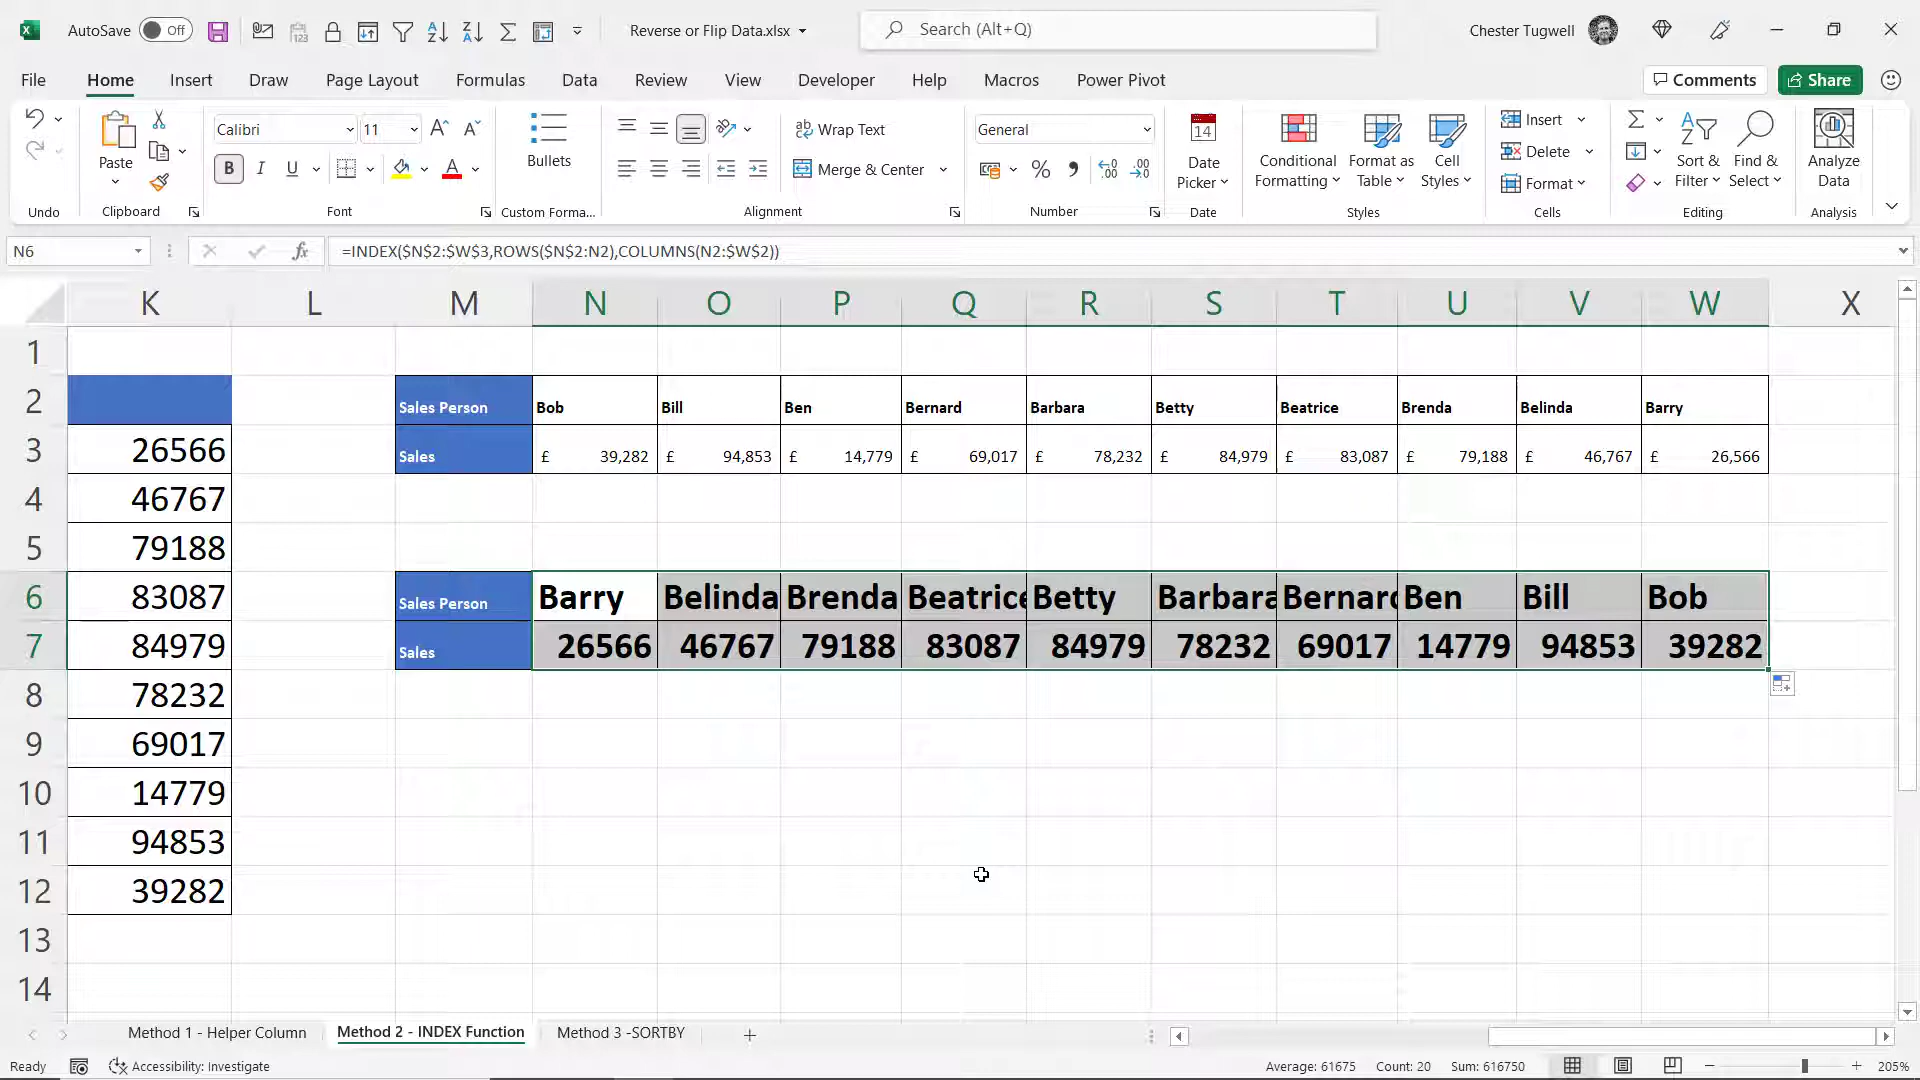 AutoSave Off Reverse or Flip Data.xlsx Search (Alt+Q) Chester Tugwell
File Home Insert Draw Page Layout Formulas Data Review View Developer Help Macros Power Pivot Comments Share
Calibri 11 Wrap Text General Insert
Paste Bullets Merge & Center Date Picker Conditional Formatting Format as Table Cell Styles Delete Sort & Filter Find & Select Analyze Data
Format
Undo Clipboard Font Custom Forma... Alignment Number Date Styles Cells Editing Analysis
N6 =INDEX($N$2:$W$3,ROWS($N$2:N2),COLUMNS(N2:$W$2))
K L M N O P Q R S T U V W X
1
2 Sales Person Bob Bill Ben Bernard Barbara Betty Beatrice Brenda Belinda Barry
3 26566 Sales £ 39,282 £ 94,853 £ 14,779 £ 69,017 £ 78,232 £ 84,979 £ 83,087 £ 79,188 £ 46,767 £ 26,566
4 46767
5 79188
6 83087 Sales Person Barry Belinda Brenda Beatrice Betty Barbara Bernard Ben Bill Bob
7 84979 Sales 26566 46767 79188 83087 84979 78232 69017 14779 94853 39282
8 78232
9 69017
10 14779
11 94853
12 39282
13
14
Method 1 - Helper Column Method 2 - INDEX Function Method 3 -SORTBY
Ready Accessibility: Investigate Average: 61675 Count: 20 Sum: 616750 205%